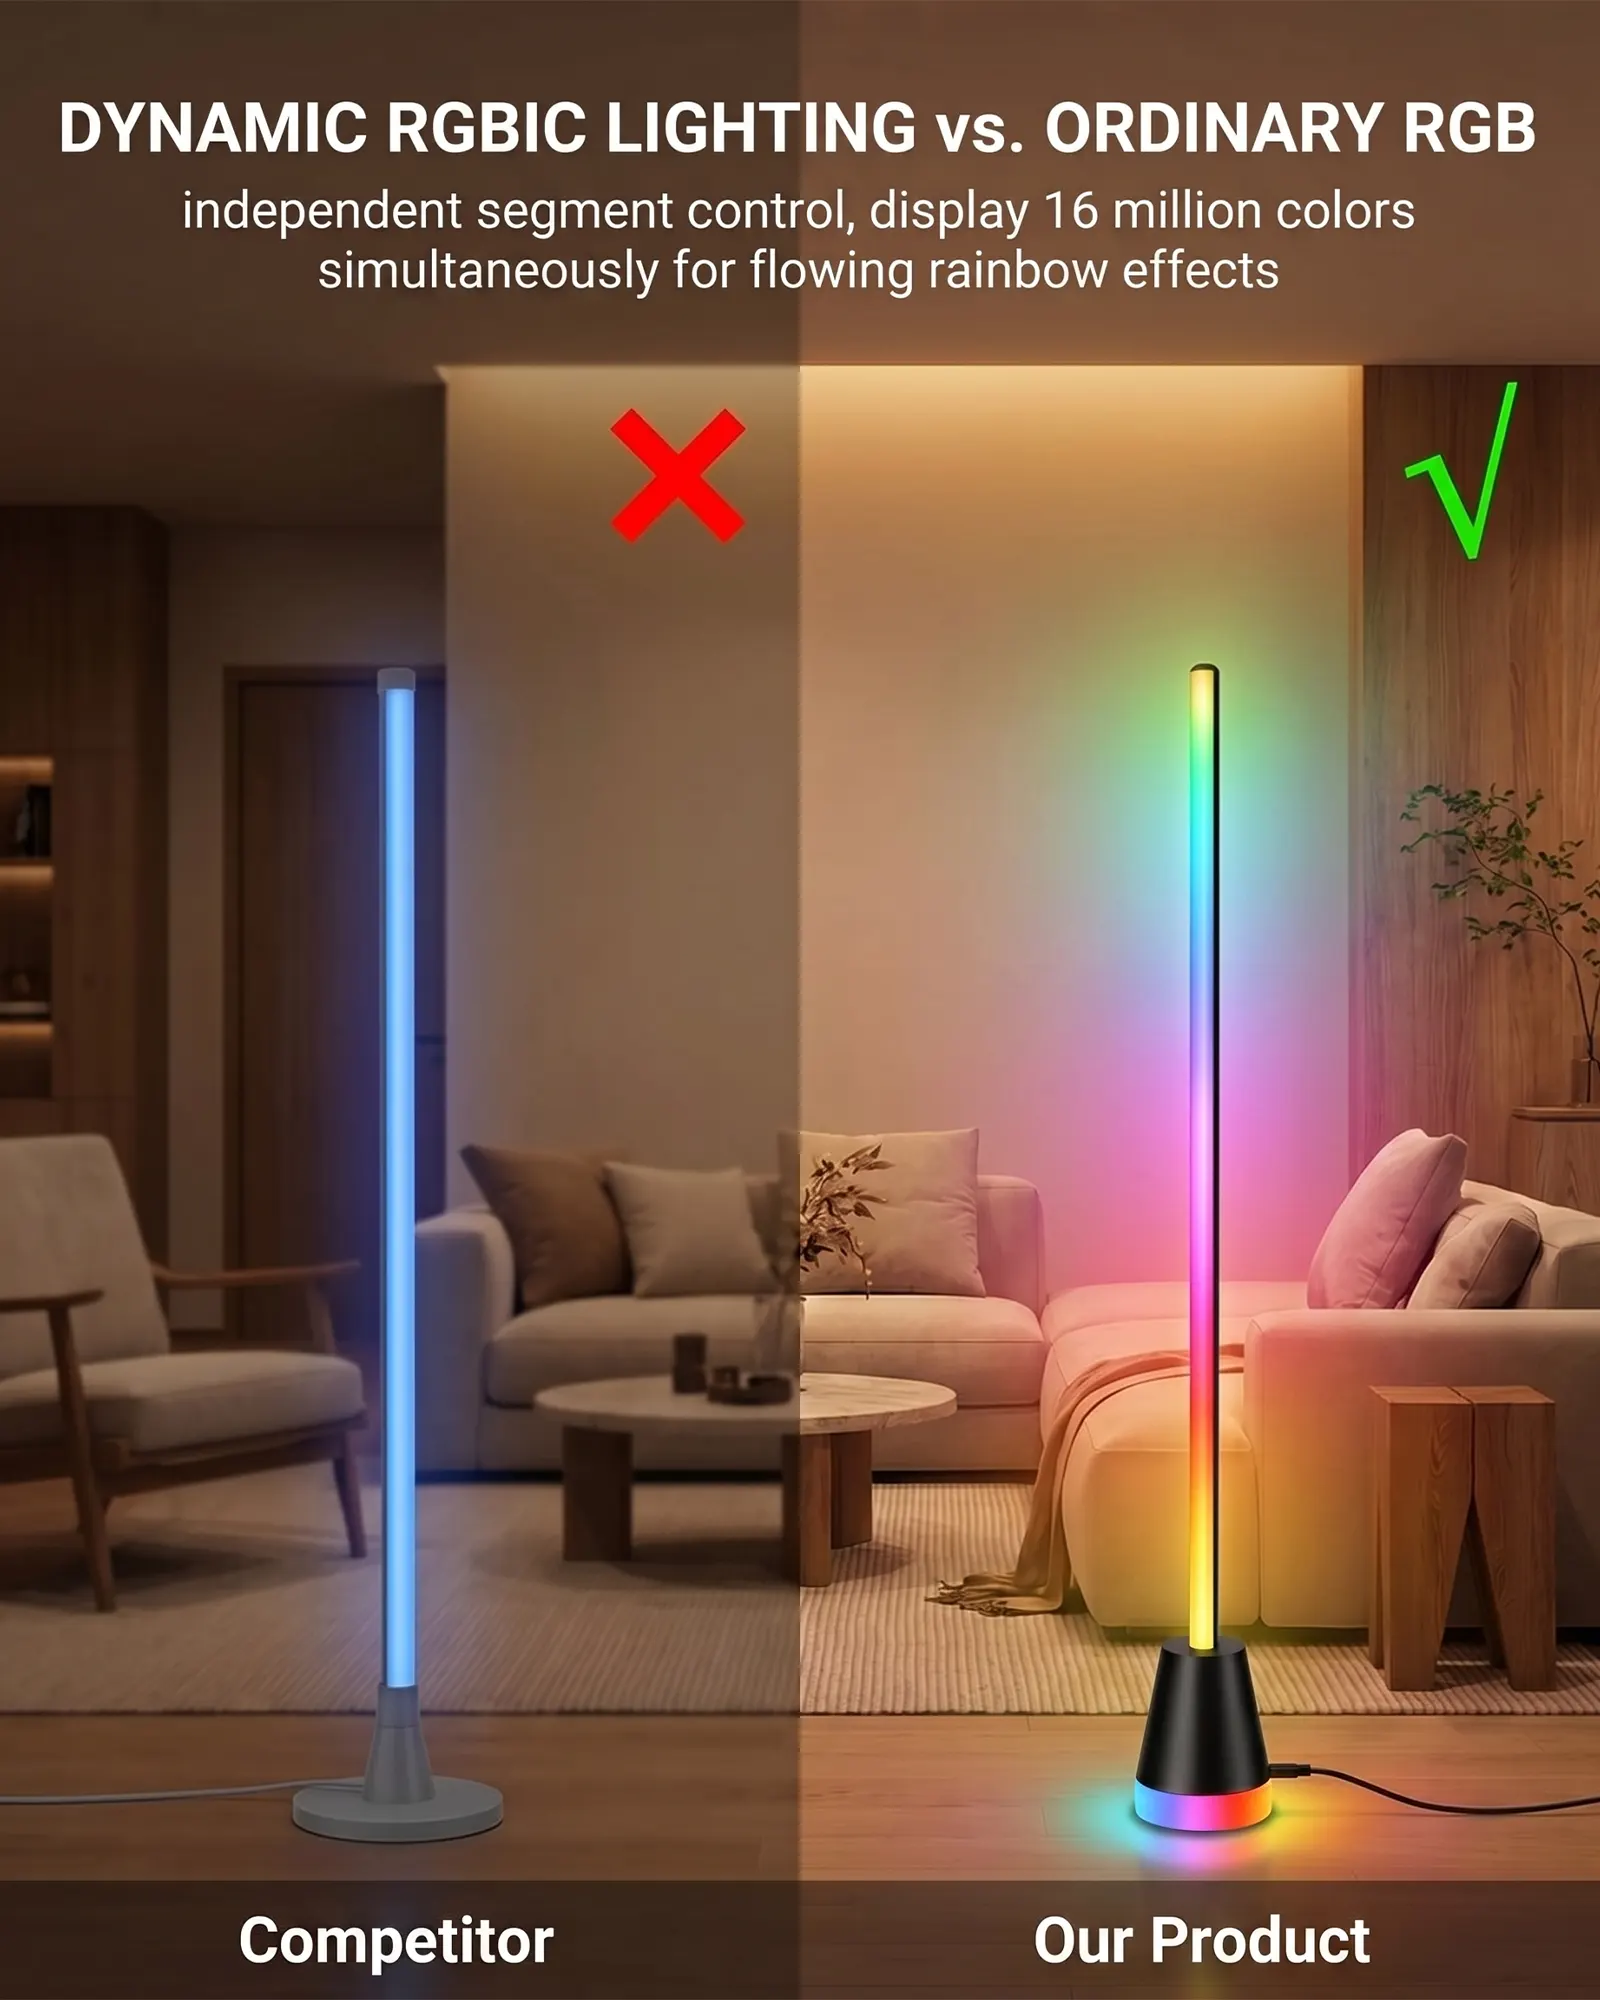 DYNAMIC RGBIC LIGHTING vs. ORDINARY RGB
independent segment control, display 16 million colors
simultaneously for flowing rainbow effects
Competitor
Our Product